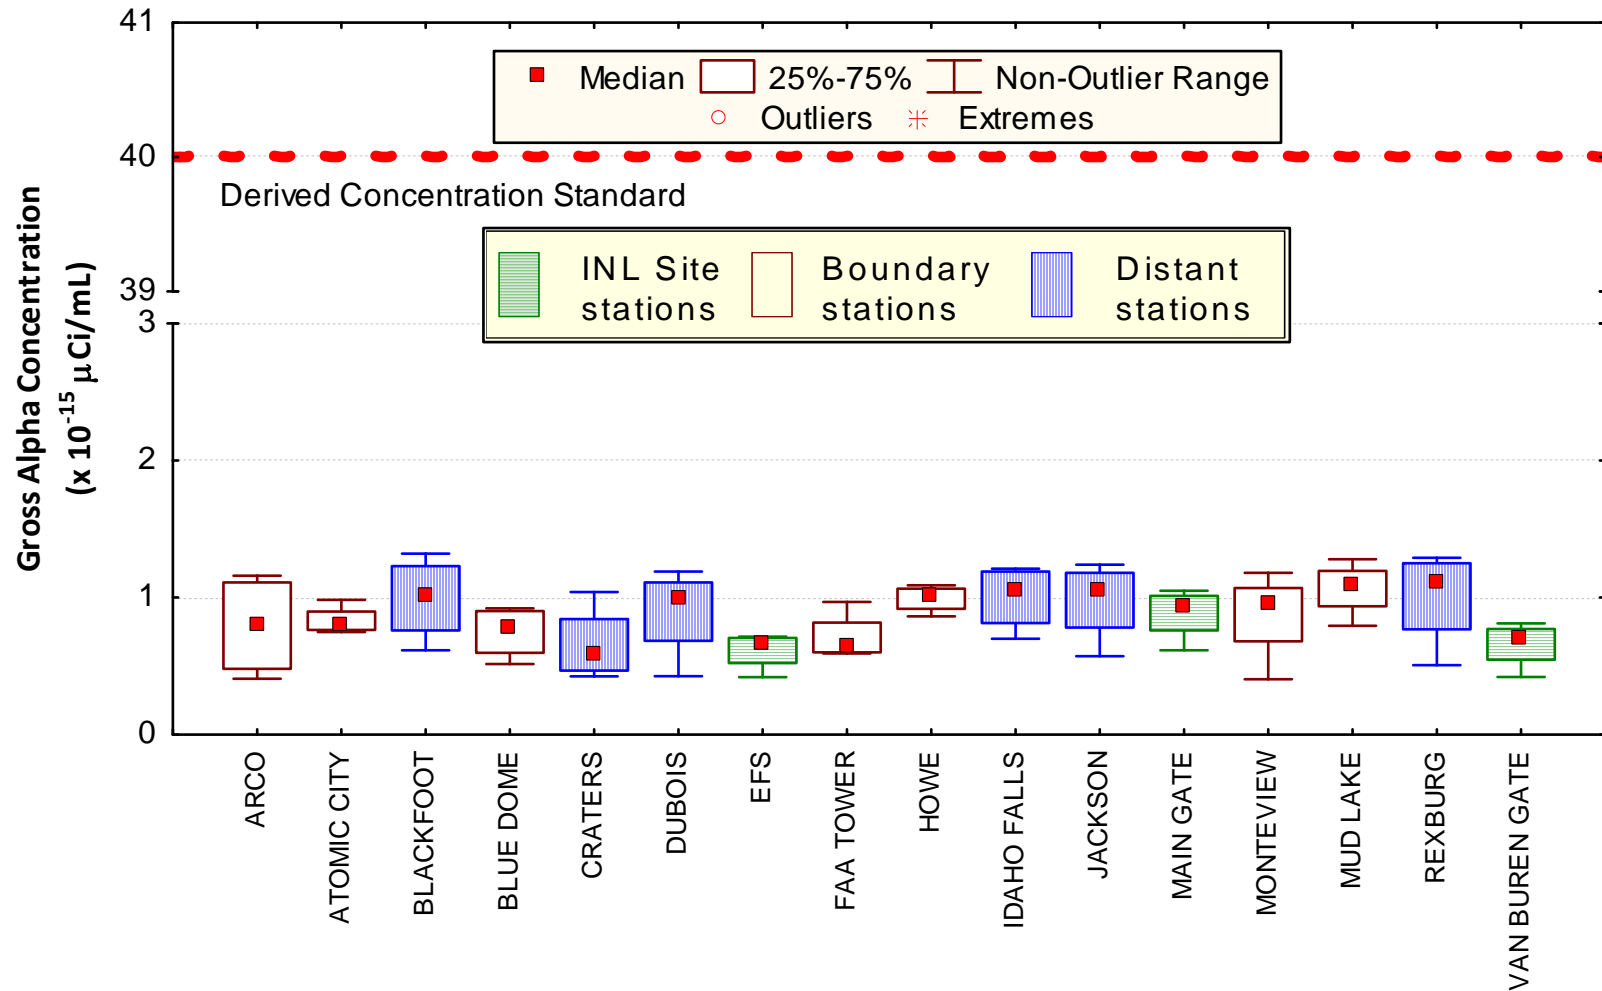 41
Median 25%-75% Non-Outlier Range
Outliers Extremes
40
Derived Concentration Standard
Gross Alpha Concentration
(x 10⁻¹⁵ μCi/mL)
INL Site stations
Boundary stations
Distant stations
39
3
2
1
0
ARCO
ATOMIC CITY
BLACKFOOT
BLUE DOME
CRATERS
DUBOIS
EFS
FAA TOWER
HOWE
IDAHO FALLS
JACKSON
MAIN GATE
MONTEVIEW
MUD LAKE
REXBURG
VAN BUREN GATE